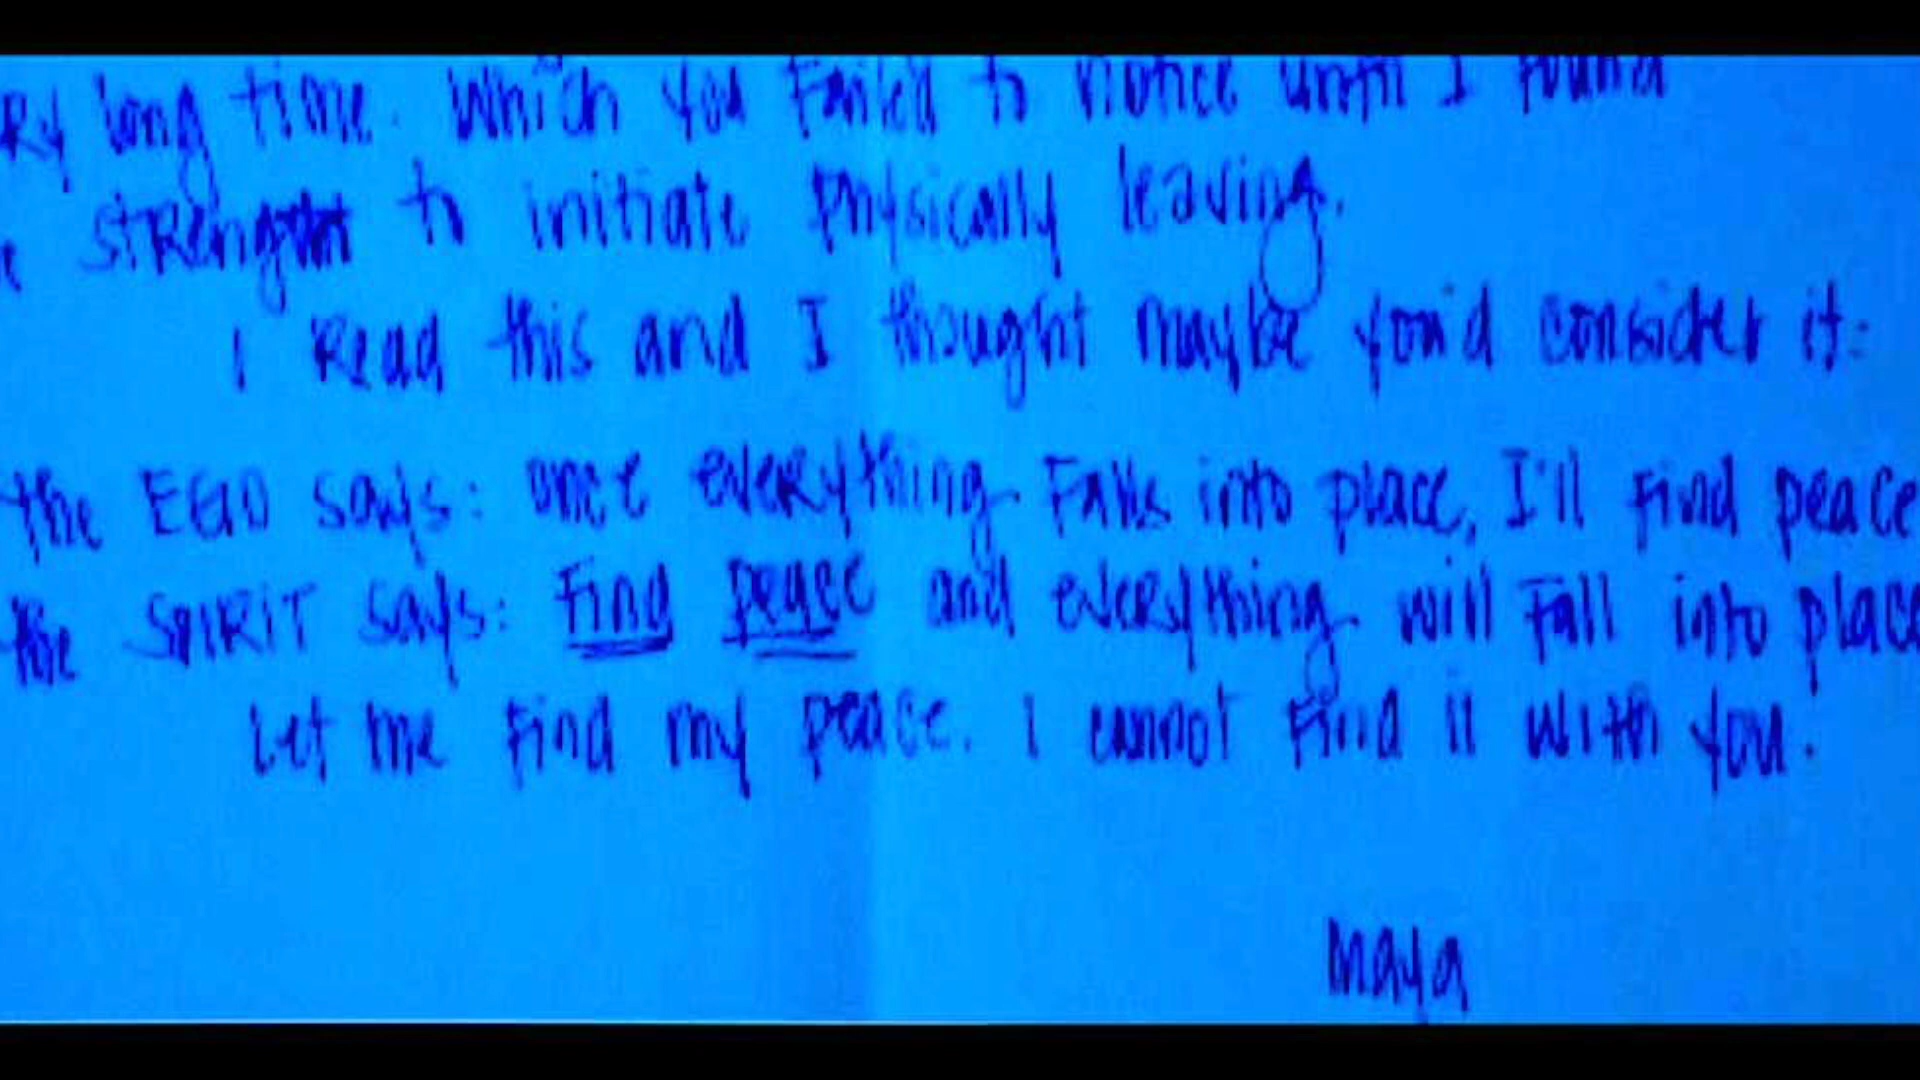 ry long time. Which you failed to notice until I found
strength to initiate physically leaving.
I read this and I thought maybe you'd consider it:
the EGO says: once everything falls into place, I'll find peace
the SPIRIT says: Find peace and everything will fall into place
Let me find my peace. I cannot find it with you.
Maya